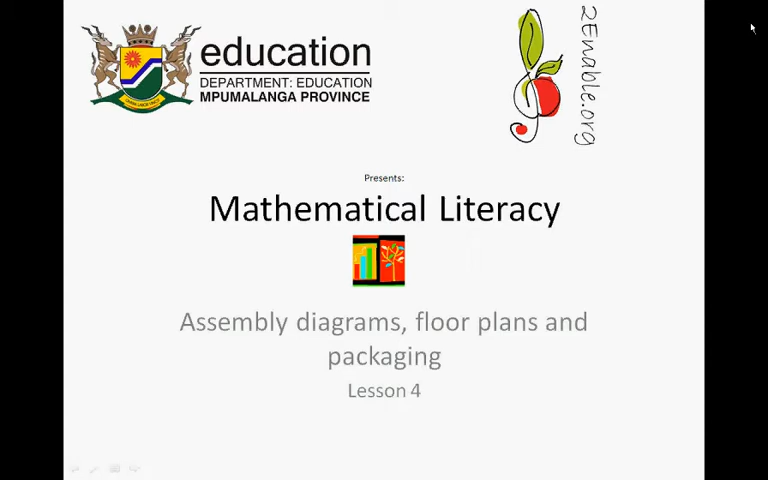 education
DEPARTMENT: EDUCATION
MPUMALANGA PROVINCE
2Enable.org
Presents:
Mathematical Literacy
Assembly diagrams, floor plans and
packaging
Lesson 4